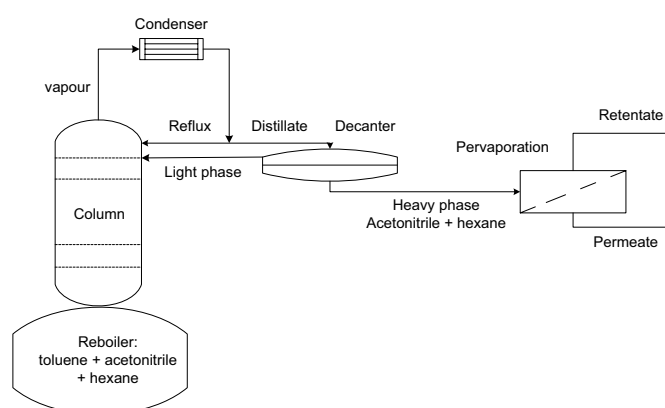 Condenser
vapour
Reflux
Distillate
Decanter
Retentate
Pervaporation
Light phase
Heavy phase
Acetonitrile + hexane
Column
Permeate
Reboiler:
toluene + acetonitrile
+ hexane